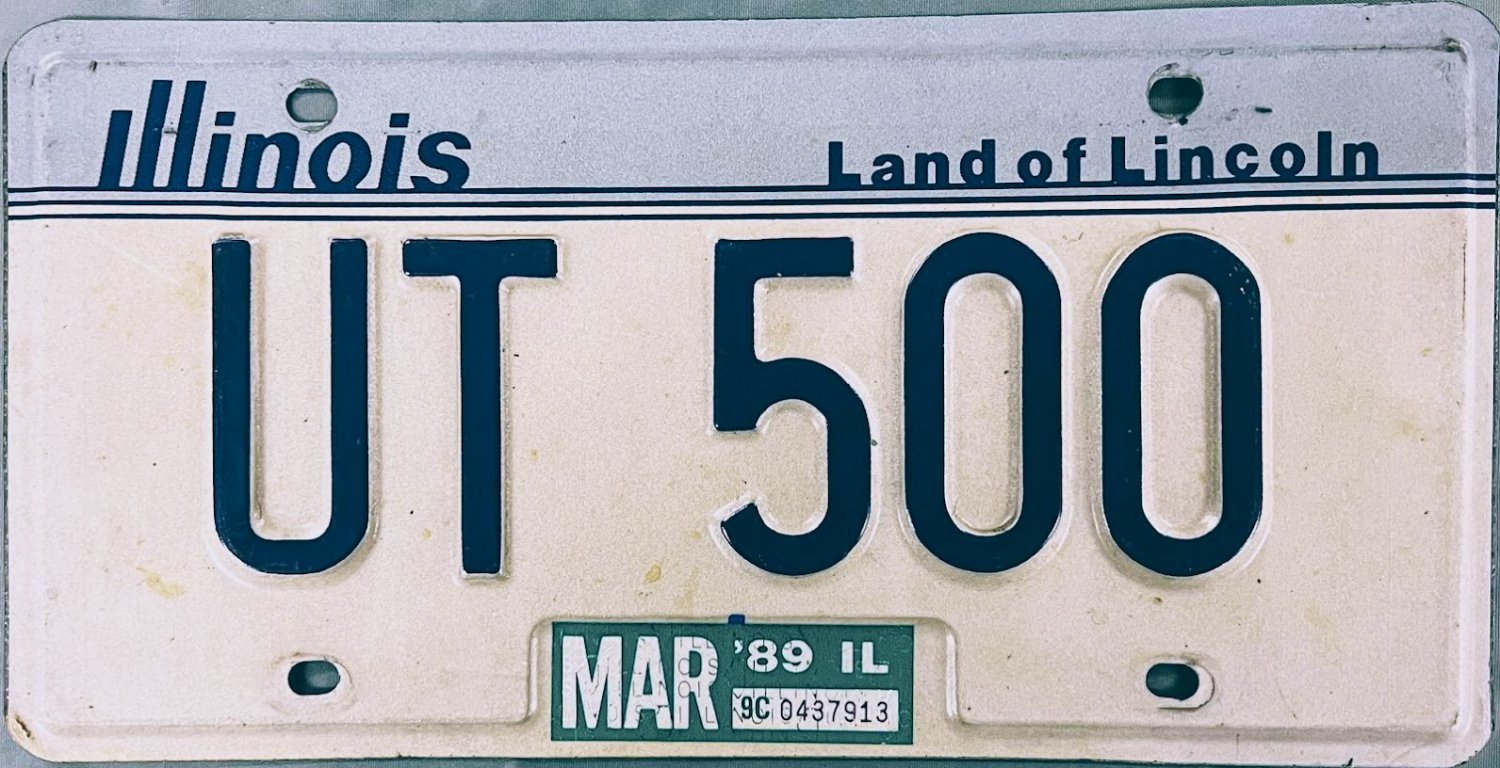 Illinois Land of Lincoln
UT 500
MAR '89 IL
9C 0437913